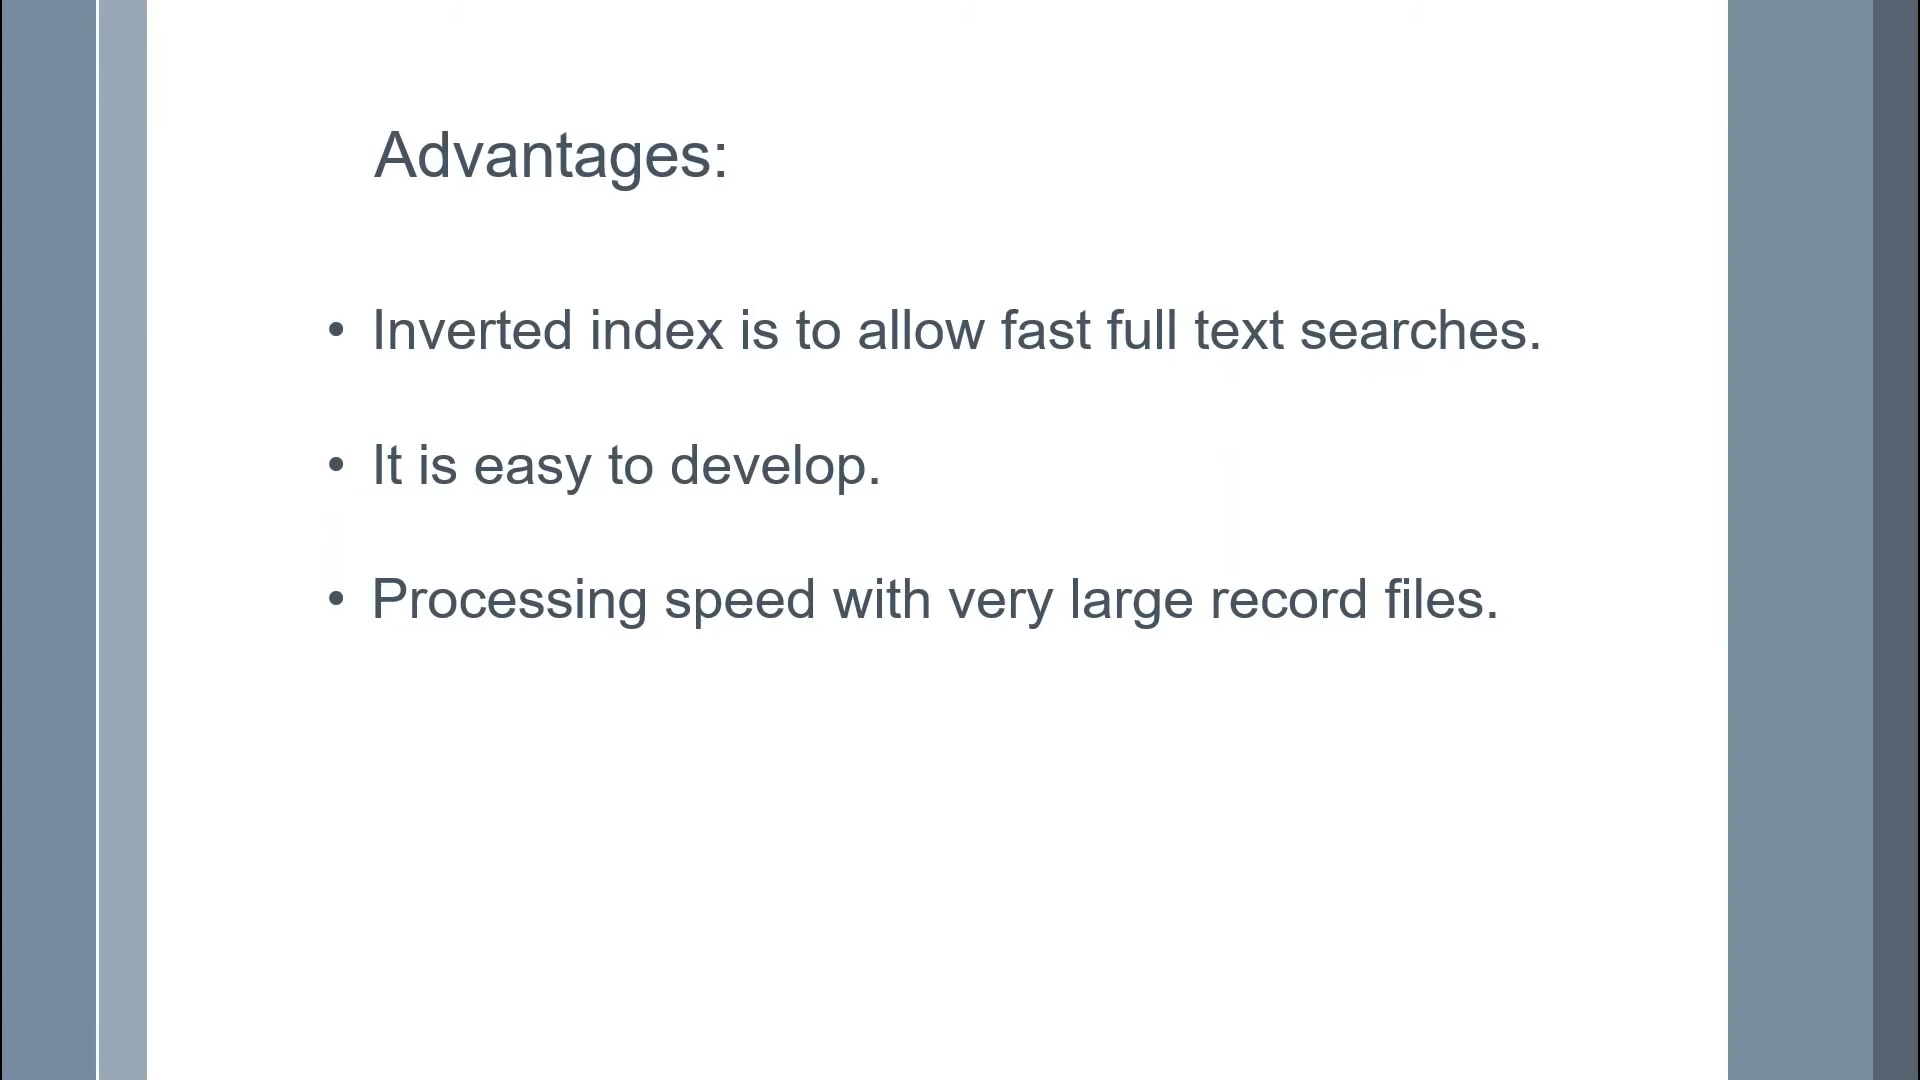 Advantages:
• Inverted index is to allow fast full text searches.
• It is easy to develop.
• Processing speed with very large record files.